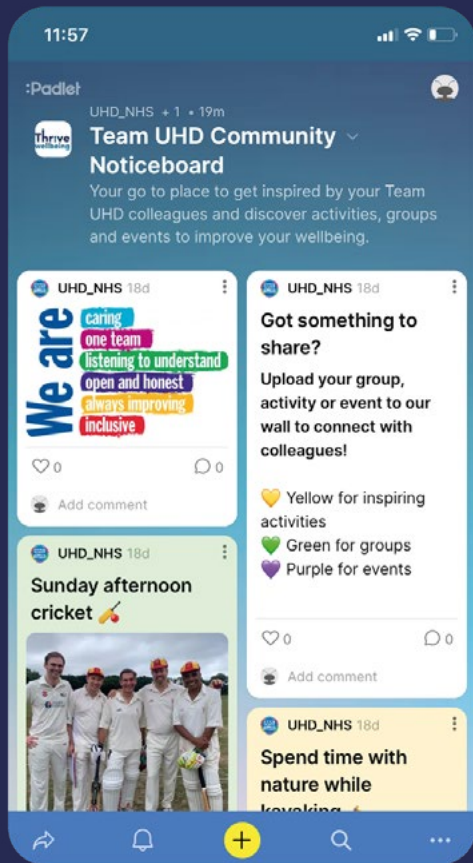 11:57
:Padlet
UHD_NHS + 1 • 19m
Thrive
wellbeing
Team UHD Community
Noticeboard
Your go to place to get inspired by your Team
UHD colleagues and discover activities, groups
and events to improve your wellbeing.
UHD_NHS 18d
We are
caring
one team
listening to understand
open and honest
always improving
inclusive
0
0
Add comment
UHD_NHS 18d
Got something to
share?
Upload your group,
activity or event to our
wall to connect with
colleagues!
💛 Yellow for inspiring
activities
💚 Green for groups
💜 Purple for events
0
0
Add comment
UHD_NHS 18d
Sunday afternoon
cricket 🏏
UHD_NHS 18d
Spend time with
nature while
kayaking